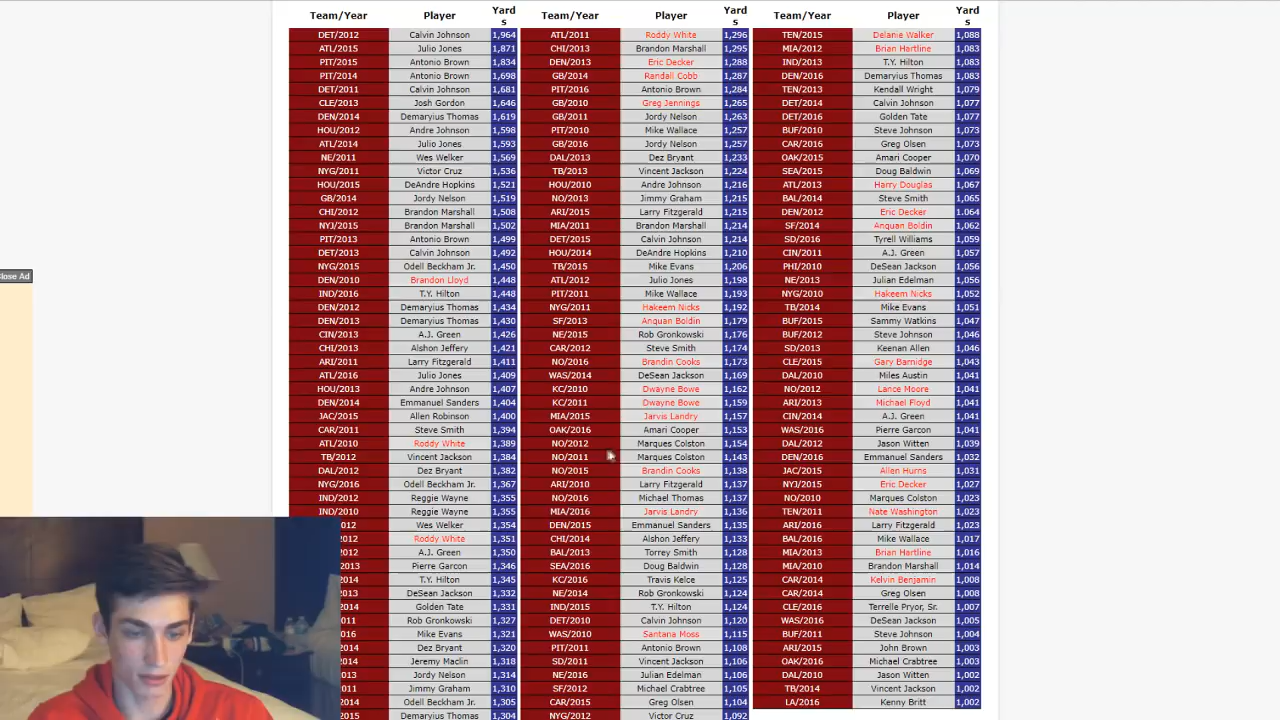 Team/Year Player Yards Team/Year Player Yards Team/Year Player Yards
DET/2012 Calvin Johnson 1,964 ATL/2011 Roddy White 1,296 TEN/2015 Delanie Walker 1,088
ATL/2015 Julio Jones 1,871 CHI/2013 Brandon Marshall 1,295 MIA/2012 Brian Hartline 1,083
PIT/2015 Antonio Brown 1,834 DEN/2013 Eric Decker 1,288 IND/2013 T.Y. Hilton 1,083
PIT/2014 Antonio Brown 1,698 GB/2014 Randall Cobb 1,287 DEN/2016 Demaryius Thomas 1,083
DET/2011 Calvin Johnson 1,681 PIT/2016 Antonio Brown 1,284 TEN/2013 Kendall Wright 1,079
CLE/2013 Josh Gordon 1,646 GB/2010 Greg Jennings 1,265 DET/2014 Calvin Johnson 1,077
DEN/2014 Demaryius Thomas 1,619 GB/2011 Jordy Nelson 1,263 DET/2016 Golden Tate 1,077
HOU/2012 Andre Johnson 1,598 PIT/2010 Mike Wallace 1,257 BUF/2010 Steve Johnson 1,073
ATL/2014 Julio Jones 1,593 GB/2016 Jordy Nelson 1,257 CAR/2016 Greg Olsen 1,073
NE/2011 Wes Welker 1,569 DAL/2013 Dez Bryant 1,233 OAK/2015 Amari Cooper 1,070
NYG/2011 Victor Cruz 1,536 TB/2013 Vincent Jackson 1,224 SEA/2015 Doug Baldwin 1,069
HOU/2015 DeAndre Hopkins 1,521 HOU/2010 Andre Johnson 1,216 ATL/2013 Harry Douglas 1,067
GB/2014 Jordy Nelson 1,519 NO/2013 Jimmy Graham 1,215 BAL/2014 Steve Smith 1,065
CHI/2012 Brandon Marshall 1,508 ARI/2015 Larry Fitzgerald 1,215 DEN/2012 Eric Decker 1.064
NYJ/2015 Brandon Marshall 1,502 MIA/2011 Brandon Marshall 1,214 SF/2014 Anquan Boldin 1,062
PIT/2013 Antonio Brown 1,499 DET/2015 Calvin Johnson 1,214 SD/2016 Tyrell Williams 1,059
DET/2013 Calvin Johnson 1,492 HOU/2014 DeAndre Hopkins 1,210 CIN/2011 A.J. Green 1,057
NYG/2015 Odell Beckham Jr. 1,450 TB/2015 Mike Evans 1,206 PHI/2010 DeSean Jackson 1,056
Close Ad
DEN/2010 Brandon Lloyd 1,448 ATL/2012 Julio Jones 1,198 NE/2013 Julian Edelman 1,056
IND/2016 T.Y. Hilton 1,448 PIT/2011 Mike Wallace 1,193 NYG/2010 Hakeem Nicks 1,052
DEN/2012 Demaryius Thomas 1,434 NYG/2011 Hakeem Nicks 1,192 TB/2014 Mike Evans 1,051
DEN/2013 Demaryius Thomas 1,430 SF/2013 Anquan Boldin 1,179 BUF/2015 Sammy Watkins 1,047
CIN/2013 A.J. Green 1,426 NE/2015 Rob Gronkowski 1,176 BUF/2012 Steve Johnson 1,046
CHI/2013 Alshon Jeffery 1,421 CAR/2012 Steve Smith 1,174 SD/2013 Keenan Allen 1,046
ARI/2011 Larry Fitzgerald 1,411 NO/2016 Brandin Cooks 1,173 CLE/2015 Gary Barnidge 1,043
ATL/2016 Julio Jones 1,409 WAS/2014 DeSean Jackson 1,169 DAL/2010 Miles Austin 1,041
HOU/2013 Andre Johnson 1,407 KC/2010 Dwayne Bowe 1,162 NO/2012 Lance Moore 1,041
DEN/2014 Emmanuel Sanders 1,404 KC/2011 Dwayne Bowe 1,159 ARI/2013 Michael Floyd 1,041
JAC/2015 Allen Robinson 1,400 MIA/2015 Jarvis Landry 1,157 CIN/2014 A.J. Green 1,041
CAR/2011 Steve Smith 1,394 OAK/2016 Amari Cooper 1,153 WAS/2016 Pierre Garcon 1,041
ATL/2010 Roddy White 1,389 NO/2012 Marques Colston 1,154 DAL/2012 Jason Witten 1,039
TB/2012 Vincent Jackson 1,384 NO/2011 Marques Colston 1,143 DEN/2016 Emmanuel Sanders 1,032
DAL/2012 Dez Bryant 1,382 NO/2015 Brandin Cooks 1,138 JAC/2015 Allen Hurns 1,031
NYG/2016 Odell Beckham Jr. 1,367 ARI/2010 Larry Fitzgerald 1,137 NYJ/2015 Eric Decker 1,027
IND/2012 Reggie Wayne 1,355 NO/2016 Michael Thomas 1,137 NO/2010 Marques Colston 1,023
IND/2010 Reggie Wayne 1,355 MIA/2016 Jarvis Landry 1,136 TEN/2011 Nate Washington 1,023
2012 Wes Welker 1,354 DEN/2015 Emmanuel Sanders 1,135 ARI/2016 Larry Fitzgerald 1,023
2012 Roddy White 1,351 CHI/2014 Alshon Jeffery 1,133 BAL/2016 Mike Wallace 1,017
2012 A.J. Green 1,350 BAL/2013 Torrey Smith 1,128 MIA/2013 Brian Hartline 1,016
2013 Pierre Garcon 1,346 SEA/2016 Doug Baldwin 1,128 MIA/2010 Brandon Marshall 1,014
2014 T.Y. Hilton 1,345 KC/2016 Travis Kelce 1,125 CAR/2014 Kelvin Benjamin 1,008
2013 DeSean Jackson 1,332 NE/2014 Rob Gronkowski 1,124 CAR/2014 Greg Olsen 1,008
2014 Golden Tate 1,331 IND/2015 T.Y. Hilton 1,124 CLE/2016 Terrelle Pryor, Sr. 1,007
011 Rob Gronkowski 1,327 DET/2010 Calvin Johnson 1,120 WAS/2016 DeSean Jackson 1,005
016 Mike Evans 1,321 WAS/2010 Santana Moss 1,115 BUF/2011 Steve Johnson 1,004
2014 Dez Bryant 1,320 PIT/2011 Antonio Brown 1,108 ARI/2015 John Brown 1,003
2014 Jeremy Maclin 1,318 SD/2011 Vincent Jackson 1,106 OAK/2016 Michael Crabtree 1,003
013 Jordy Nelson 1,314 NE/2016 Julian Edelman 1,106 DAL/2010 Jason Witten 1,002
011 Jimmy Graham 1,310 SF/2012 Michael Crabtree 1,105 TB/2014 Vincent Jackson 1,002
2014 Odell Beckham Jr. 1,305 CAR/2015 Greg Olsen 1,104 LA/2016 Kenny Britt 1,002
2015 Demaryius Thomas 1,304 NYG/2012 Victor Cruz 1,092